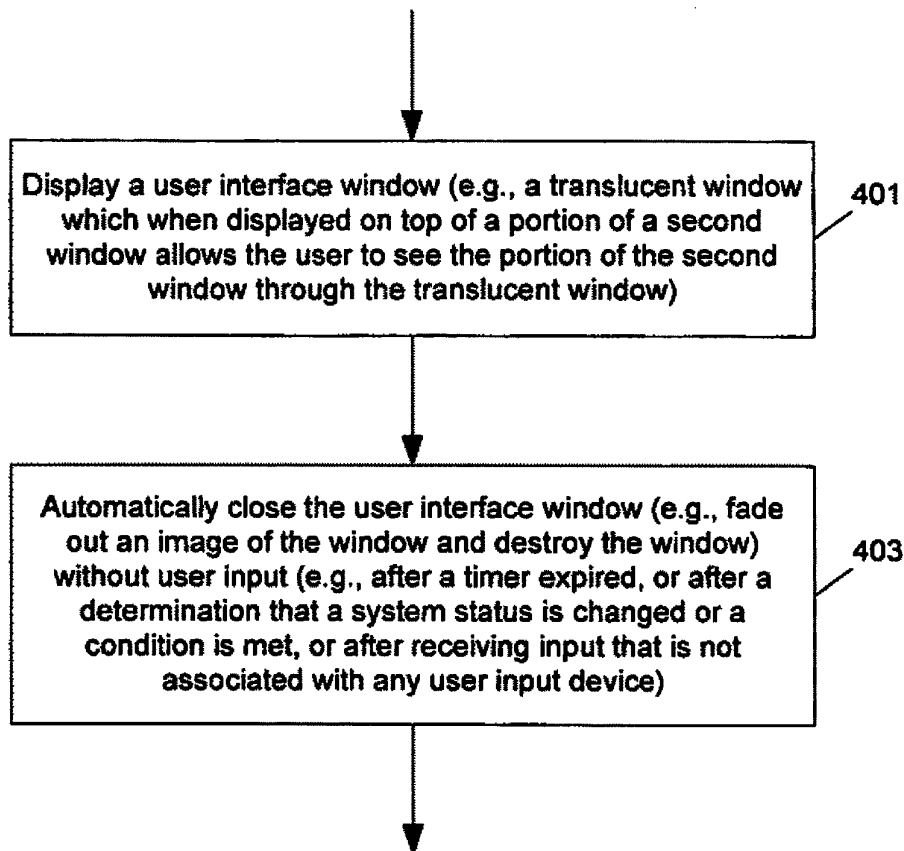 Display a user interface window (e.g., a translucent window
which when displayed on top of a portion of a second
window allows the user to see the portion of the second
window through the translucent window)
401
Automatically close the user interface window (e.g., fade
out an image of the window and destroy the window)
without user input (e.g., after a timer expired, or after a
determination that a system status is changed or a
condition is met, or after receiving input that is not
associated with any user input device)
403